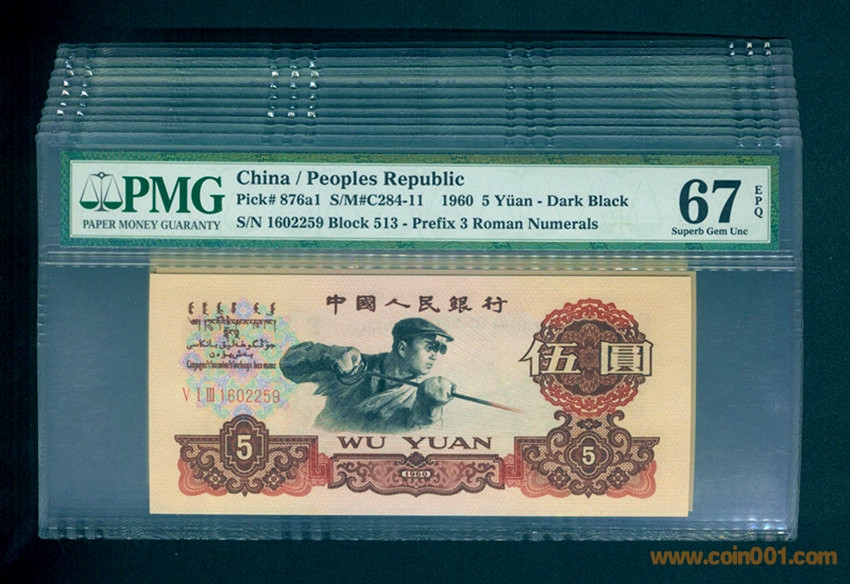 PMG
PAPER MONEY GUARANTY
China / Peoples Republic
Pick# 876a1 S/M#C284-11 1960 5 Yüan - Dark Black
S/N 1602259 Block 513 - Prefix 3 Roman Numerals
67
EPQ
Superb Gem Unc
中國人民銀行
伍圓
V I III 1602259
5
WU YUAN
5
1960
www.coin001.com